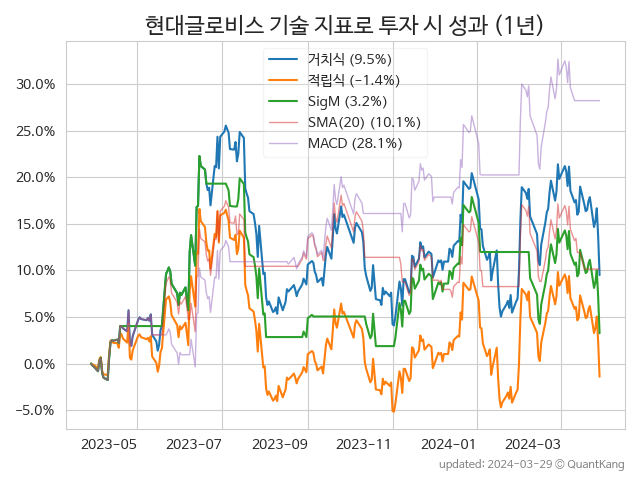 현대글로비스 기술 지표로 투자 시 성과 (1년)
거치식 (9.5%)
적립식 (−1.4%)
SigM (3.2%)
SMA(20) (10.1%)
MACD (28.1%)
30.0%
25.0%
20.0%
15.0%
10.0%
5.0%
0.0%
−5.0%
2023-05 2023-07 2023-09 2023-11 2024-01 2024-03
updated: 2024-03-29 © QuantKang